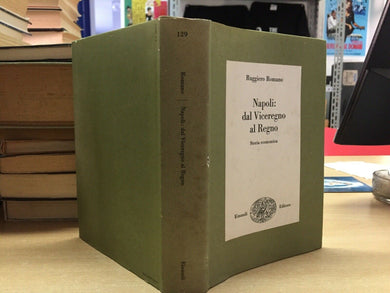 129
Romano
Napoli: dal Viceregno al Regno
Einaudi
Ruggiero Romano
Napoli:
dal Viceregno
al Regno
Storia economica
Einaudi
Editore